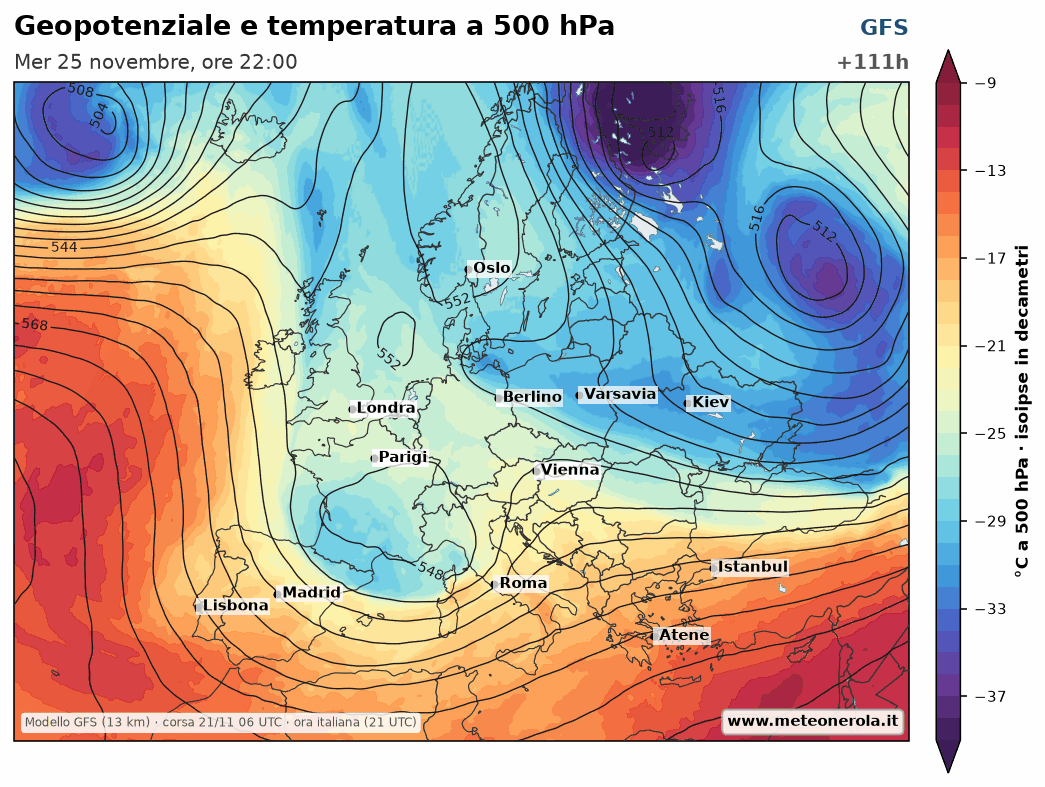 Geopotenziale e temperatura a 500 hPa
GFS
Mer 25 novembre, ore 22:00
+111h
508
504
516
512
516
512
544
552
568
552
548
Oslo
Berlino
Varsavia
Kiev
Londra
Parigi
Vienna
Istanbul
Roma
Madrid
Lisbona
Atene
Modello GFS (13 km) · corsa 21/11 06 UTC · ora italiana (21 UTC)
www.meteonerola.it
−9
−13
−17
−21
−25
−29
−33
−37
°C a 500 hPa · isoipse in decametri